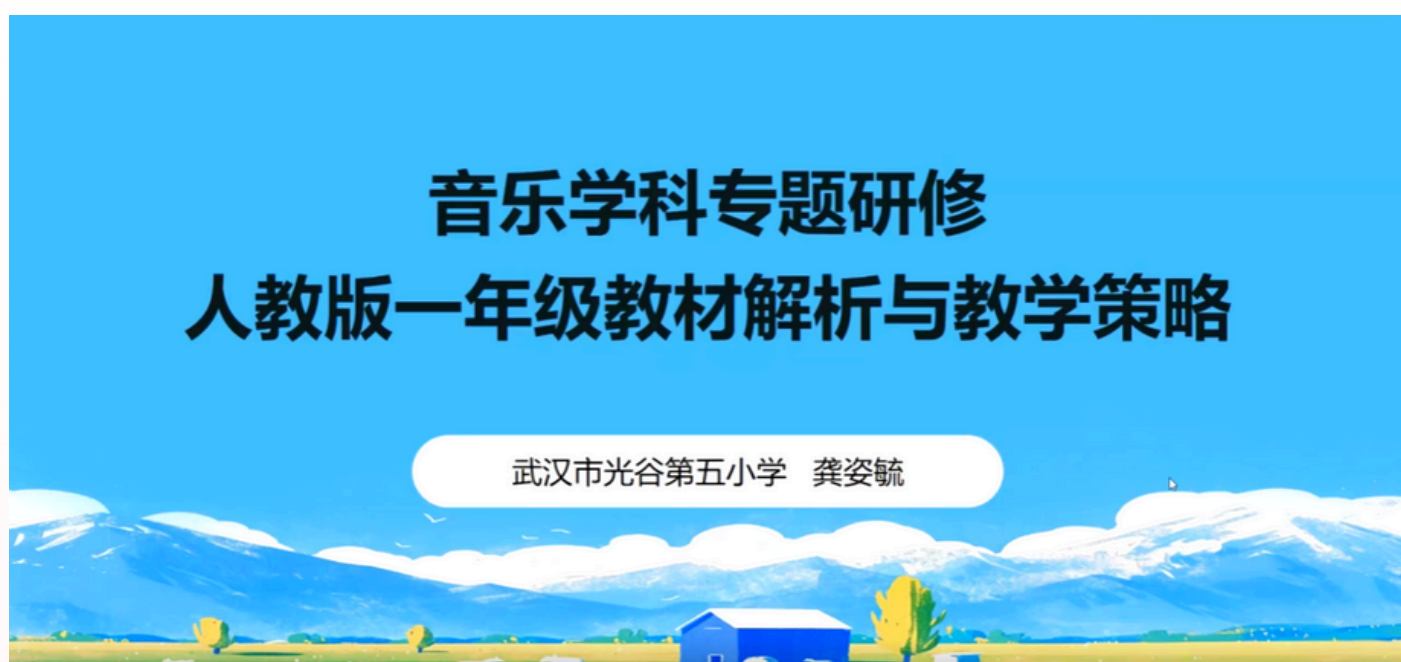 音乐学科专题研修
人教版一年级教材解析与教学策略
武汉市光谷第五小学 龚姿毓